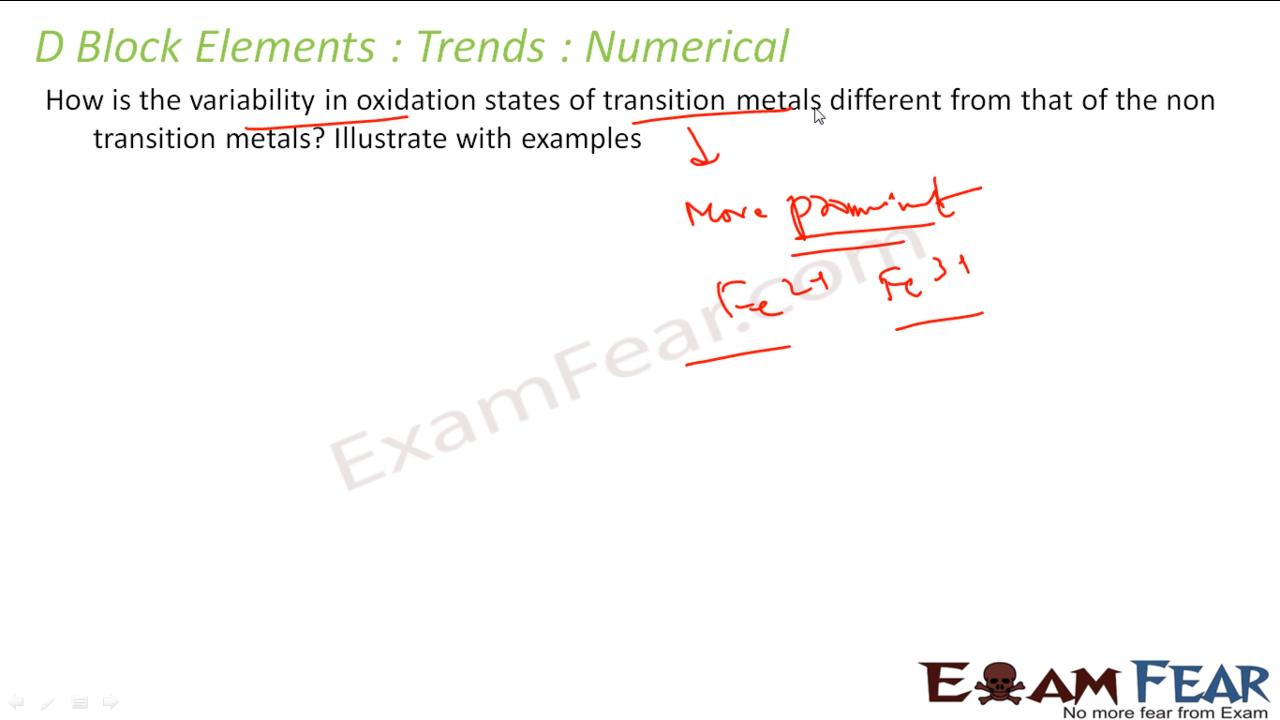 D Block Elements : Trends : Numerical
How is the variability in oxidation states of transition metals different from that of the non
transition metals? Illustrate with examples
More prominent
Fe2+ Fe3+
ExamFear.com
EXAM FEAR
No more fear from Exam